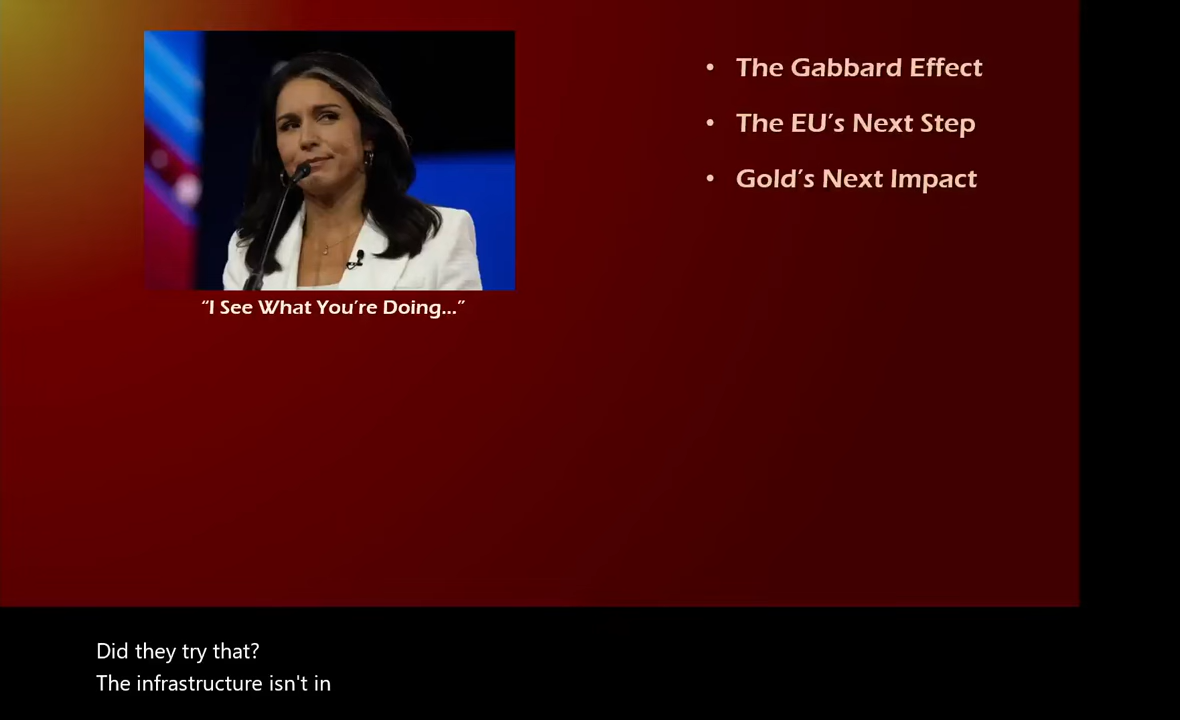 • The Gabbard Effect
• The EU's Next Step
• Gold's Next Impact
“I See What You’re Doing...”
Did they try that?
The infrastructure isn't in